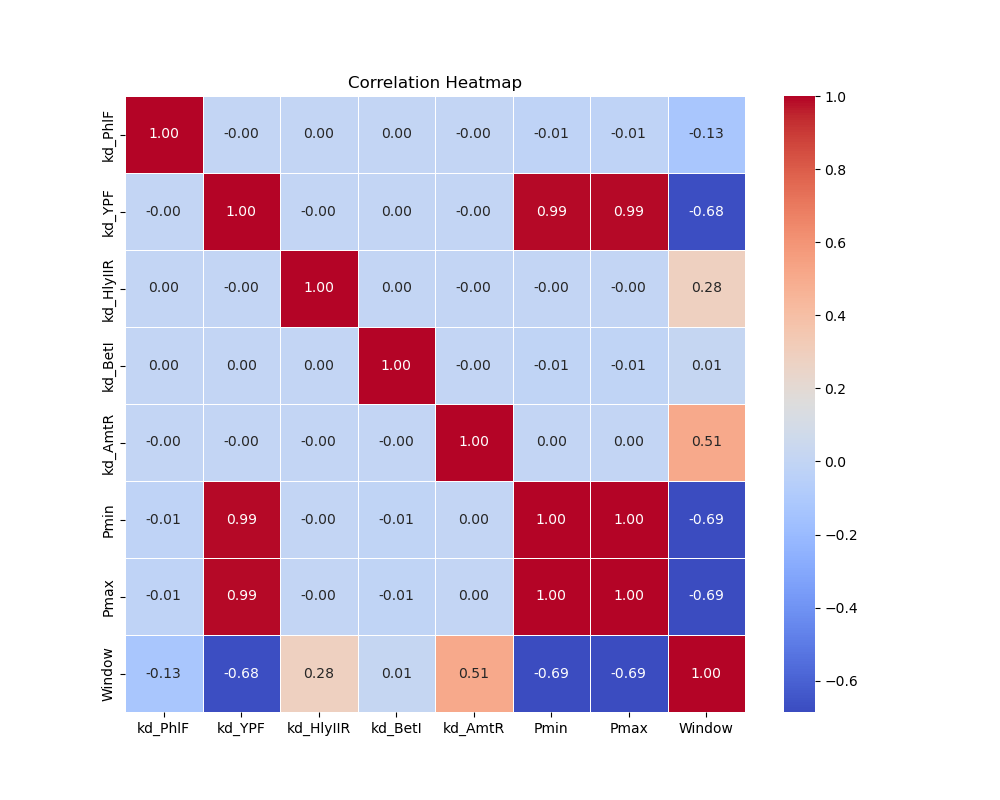 Correlation Heatmap
kd_PhlF 1.00 -0.00 0.00 0.00 -0.00 -0.01 -0.01 -0.13
kd_YPF -0.00 1.00 -0.00 0.00 -0.00 0.99 0.99 -0.68
kd_HlyIIR 0.00 -0.00 1.00 0.00 -0.00 -0.00 -0.00 0.28
kd_BetI 0.00 0.00 0.00 1.00 -0.00 -0.01 -0.01 0.01
kd_AmtR -0.00 -0.00 -0.00 -0.00 1.00 0.00 0.00 0.51
Pmin -0.01 0.99 -0.00 -0.01 0.00 1.00 1.00 -0.69
Pmax -0.01 0.99 -0.00 -0.01 0.00 1.00 1.00 -0.69
Window -0.13 -0.68 0.28 0.01 0.51 -0.69 -0.69 1.00
kd_PhlF kd_YPF kd_HlyIIR kd_BetI kd_AmtR Pmin Pmax Window
1.0
0.8
0.6
0.4
0.2
0.0
−0.2
−0.4
−0.6